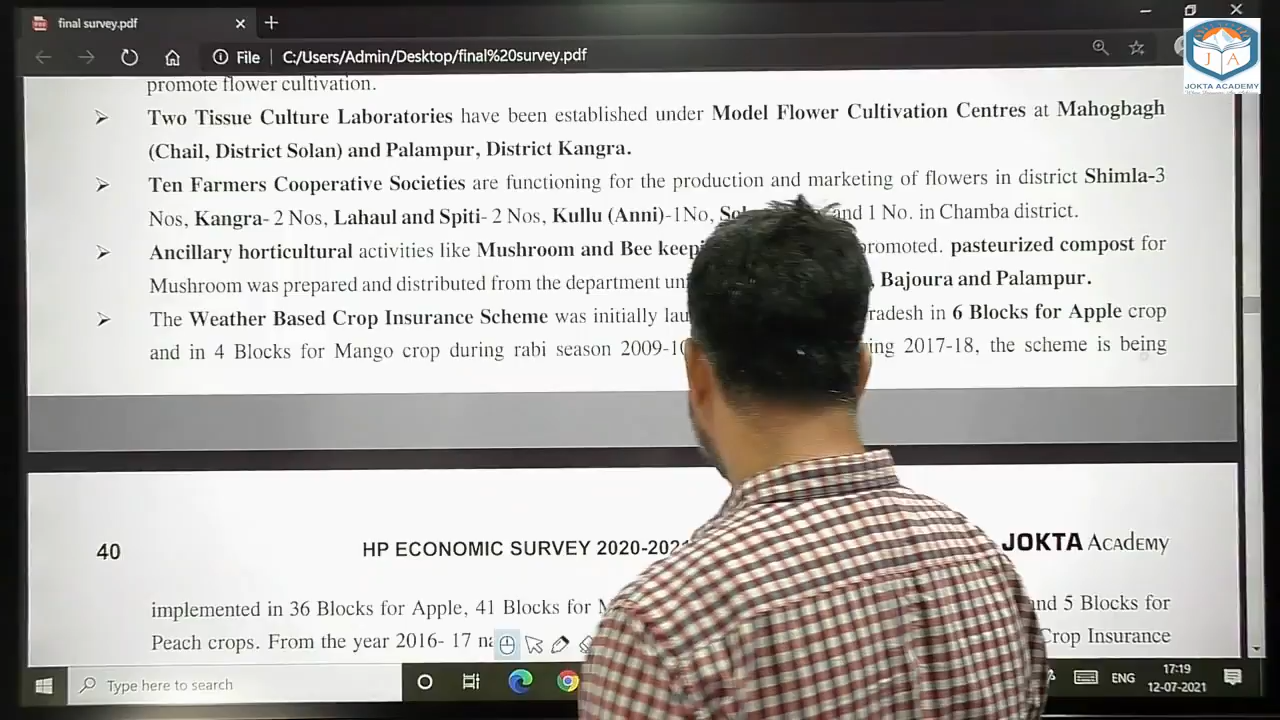 final survey.pdf
File
C:/Users/Admin/Desktop/final%20survey.pdf
J A
JOKTA ACADEMY
promote flower cultivation.
➢ Two Tissue Culture Laboratories have been established under Model Flower Cultivation Centres at Mahogbagh
(Chail, District Solan) and Palampur, District Kangra.
➢ Ten Farmers Cooperative Societies are functioning for the production and marketing of flowers in district Shimla-3
Nos, Kangra- 2 Nos, Lahaul and Spiti- 2 Nos, Kullu (Anni)-1No, and 1 No. in Chamba district.
➢ Ancillary horticultural activities like Mushroom and Bee promoted. pasteurized compost for
Mushroom was prepared and distributed from the department Bajoura and Palampur.
➢ The Weather Based Crop Insurance Scheme was initially in 6 Blocks for Apple crop
and in 4 Blocks for Mango crop during rabi season 2017-18, the scheme is being
40
HP ECONOMIC SURVEY
JOKTA ACADEMY
implemented in 36 Blocks for Apple, 41 Blocks for and 5 Blocks for
Peach crops. From the year 2016- 17 Crop Insurance
Type here to search
ENG
17:19
12-07-2021